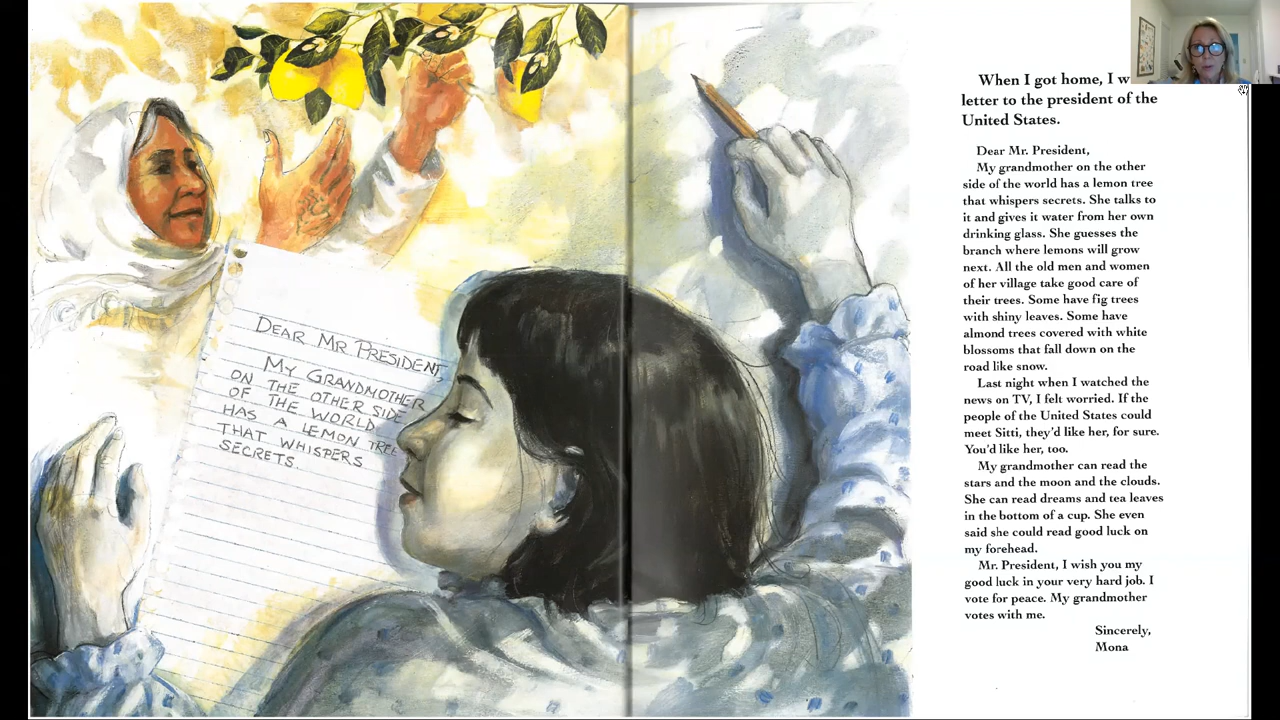 DEAR MR PRESIDENT,
MY GRANDMOTHER
ON THE OTHER SIDE
OF THE WORLD
HAS A LEMON TREE
THAT WHISPERS
SECRETS.
When I got home, I
letter to the president of the
United States.
Dear Mr. President,
My grandmother on the other
side of the world has a lemon tree
that whispers secrets. She talks to
it and gives it water from her own
drinking glass. She guesses the
branch where lemons will grow
next. All the old men and women
of her village take good care of
their trees. Some have fig trees
with shiny leaves. Some have
almond trees covered with white
blossoms that fall down on the
road like snow.
Last night when I watched the
news on TV, I felt worried. If the
people of the United States could
meet Sitti, they'd like her, for sure.
You'd like her, too.
My grandmother can read the
stars and the moon and the clouds.
She can read dreams and tea leaves
in the bottom of a cup. She even
said she could read good luck on
my forehead.
Mr. President, I wish you my
good luck in your very hard job. I
vote for peace. My grandmother
votes with me.
Sincerely,
Mona